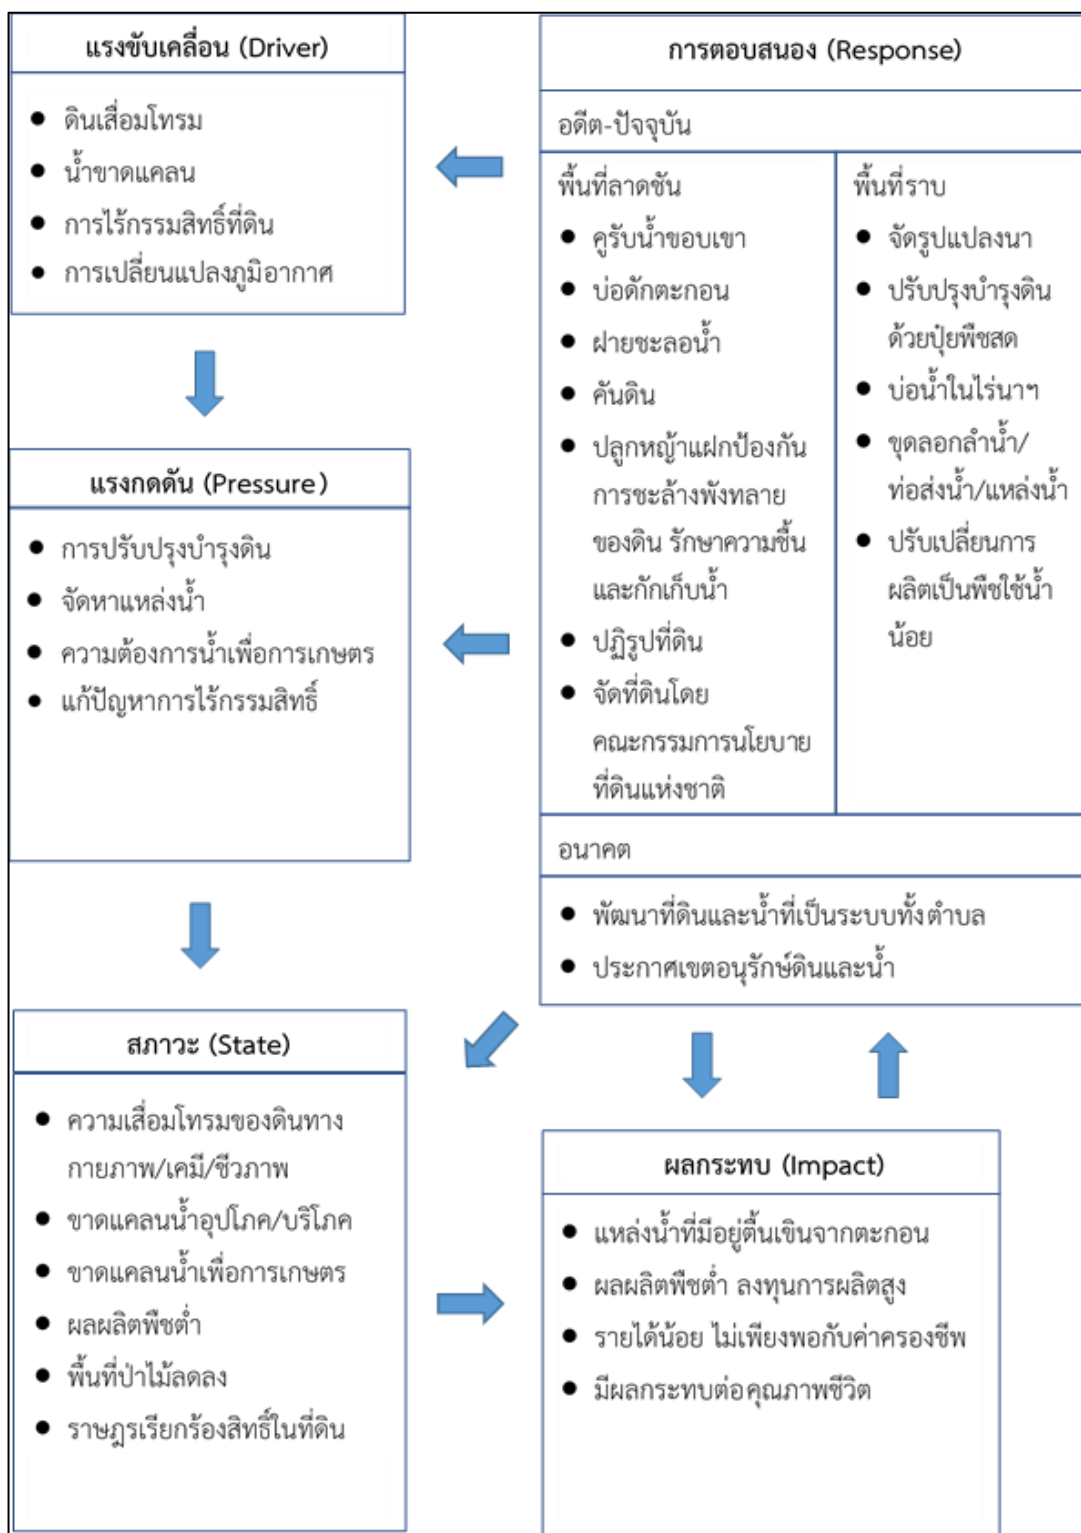 แรงขับเคลื่อน (Driver)
● ดินเสื่อมโทรม
● น้ำขาดแคลน
● การไร้กรรมสิทธิ์ที่ดิน
● การเปลี่ยนแปลงภูมิอากาศ
แรงกดดัน (Pressure)
● การปรับปรุงบำรุงดิน
● จัดหาแหล่งน้ำ
● ความต้องการน้ำเพื่อการเกษตร
● แก้ปัญหาการไร้กรรมสิทธิ์
สภาวะ (State)
● ความเสื่อมโทรมของดินทาง
กายภาพ/เคมี/ชีวภาพ
● ขาดแคลนน้ำอุปโภค/บริโภค
● ขาดแคลนน้ำเพื่อการเกษตร
● ผลผลิตพืชต่ำ
● พื้นที่ป่าไม้ลดลง
● ราษฎรเรียกร้องสิทธิ์ในที่ดิน
การตอบสนอง (Response)
อดีต-ปัจจุบัน
พื้นที่ลาดชัน
● คูรับน้ำขอบเขา
● บ่อดักตะกอน
● ฝายชะลอน้ำ
● คันดิน
● ปลูกหญ้าแฝกป้องกัน
การชะล้างพังทลาย
ของดิน รักษาความชื้น
และกักเก็บน้ำ
● ปฏิรูปที่ดิน
● จัดที่ดินโดย
คณะกรรมการนโยบาย
ที่ดินแห่งชาติ
พื้นที่ราบ
● จัดรูปแปลงนา
● ปรับปรุงบำรุงดิน
ด้วยปุ๋ยพืชสด
● บ่อน้ำในไร่นาฯ
● ขุดลอกลำน้ำ/
ท่อส่งน้ำ/แหล่งน้ำ
● ปรับเปลี่ยนการ
ผลิตเป็นพืชใช้น้ำ
น้อย
อนาคต
● พัฒนาที่ดินและน้ำที่เป็นระบบทั้งตำบล
● ประกาศเขตอนุรักษ์ดินและน้ำ
ผลกระทบ (Impact)
● แหล่งน้ำที่มีอยู่ตื้นเขินจากตะกอน
● ผลผลิตพืชต่ำ ลงทุนการผลิตสูง
● รายได้น้อย ไม่เพียงพอกับค่าครองชีพ
● มีผลกระทบต่อคุณภาพชีวิต